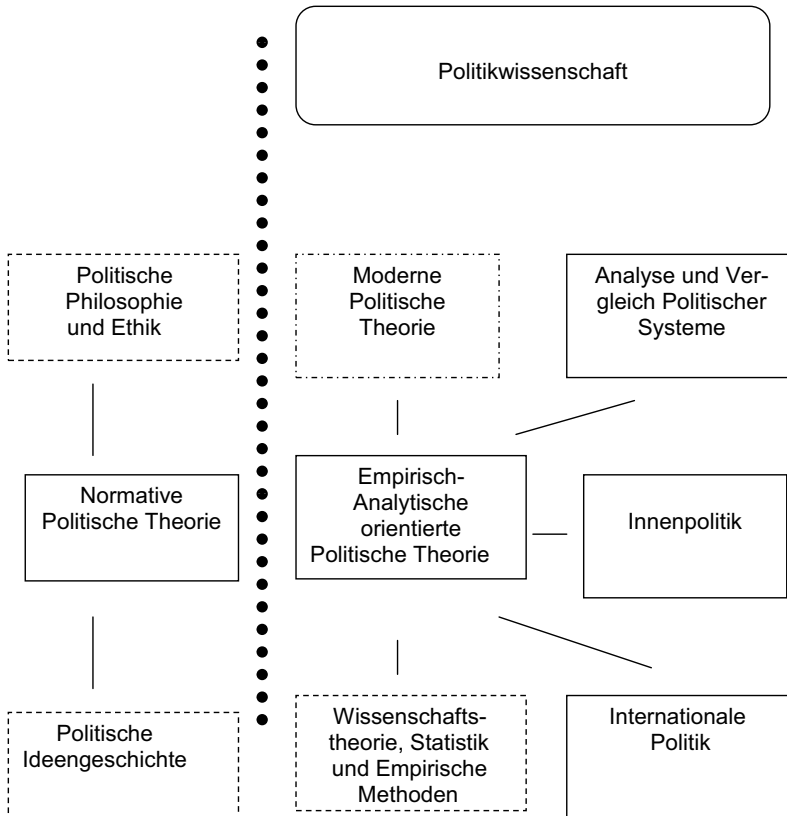 Politikwissenschaft
Politische
Philosophie
und Ethik
Moderne
Politische
Theorie
Analyse und Ver-
gleich Politischer
Systeme
Normative
Politische Theorie
Empirisch-
Analytische
orientierte
Politische Theorie
Innenpolitik
Politische
Ideengeschichte
Wissenschafts-
theorie, Statistik
und Empirische
Methoden
Internationale
Politik